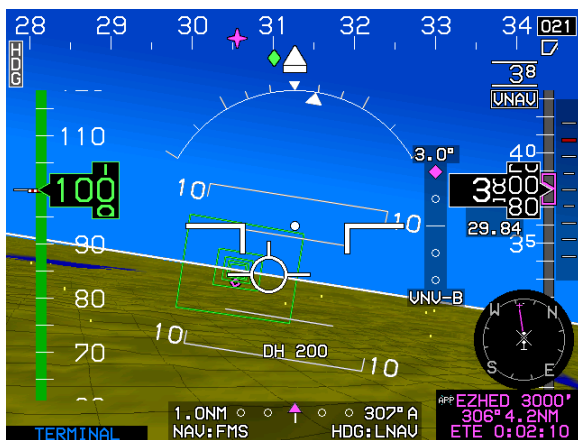 28 29 30 31 32 33 34 021
HDG
38
VNAV
110
100
90
80
70
10 10
10 10
3.0°
40
3800
80
29.84
35
VNV-B
DH 200
W N
S E
1.0NM 307°A
NAV:FMS HDG:LNAV
TERMINAL
APP EZHED 3000'
306° 4.2NM
ETE 0:02:10